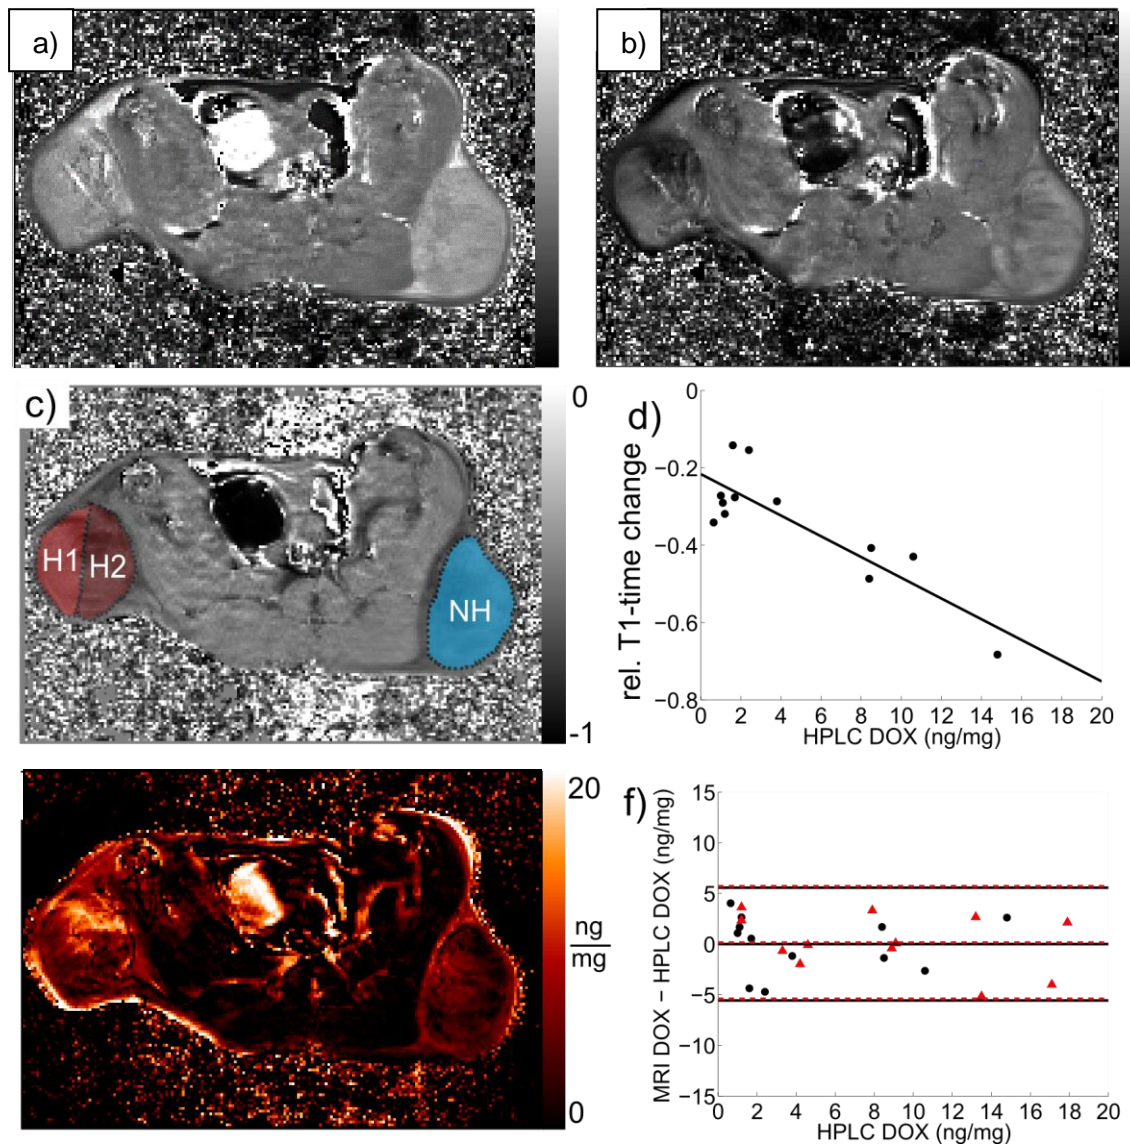 a)
b)
c)
0
-1
H1
H2
NH
d)
rel. T1-time change
0
−0.2
−0.4
−0.6
−0.8
0 2 4 6 8 10 12 14 16 18 20
HPLC DOX (ng/mg)
20
ng
mg
0
f)
MRI DOX − HPLC DOX (ng/mg)
15
10
5
0
−5
−10
−15
0 2 4 6 8 10 12 14 16 18 20
HPLC DOX (ng/mg)